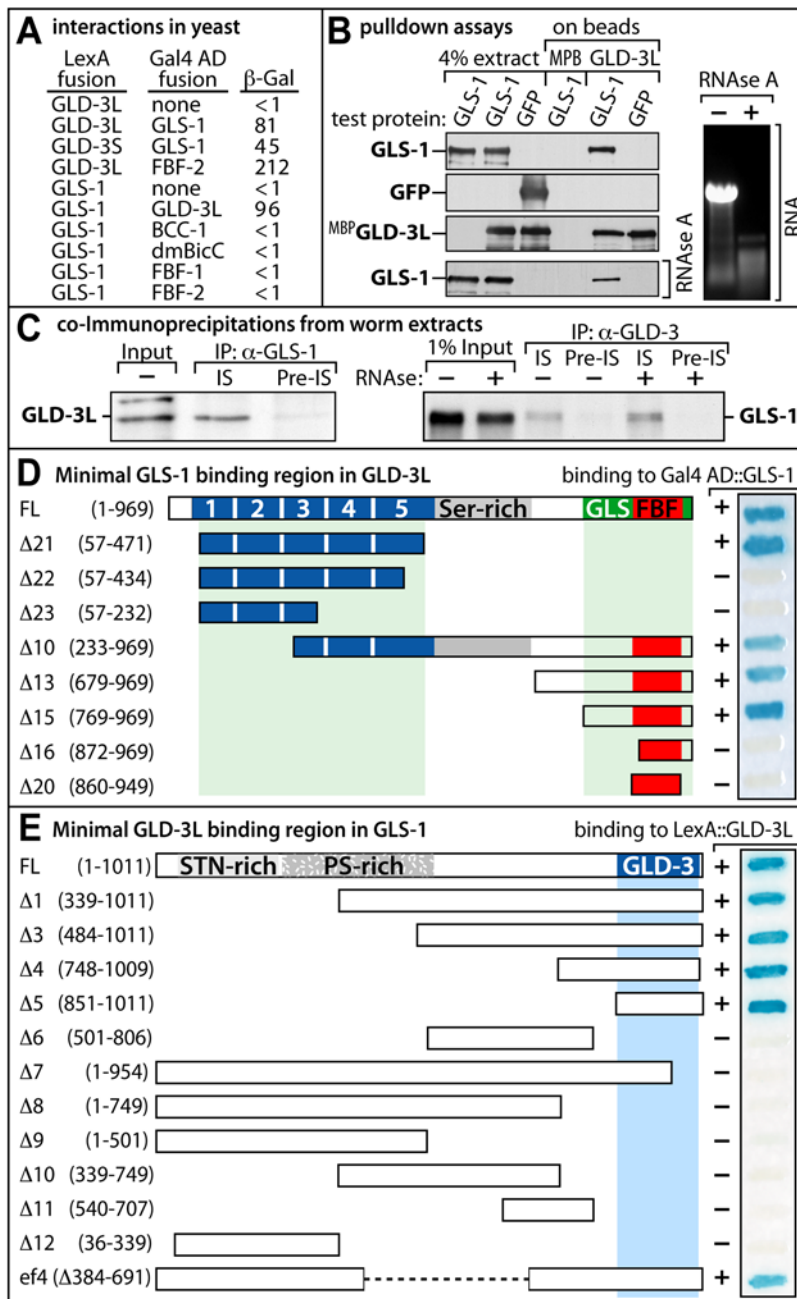 A interactions in yeast
LexA fusion Gal4 AD fusion β-Gal
GLD-3L none <1
GLD-3L GLS-1 81
GLD-3S GLS-1 45
GLD-3L FBF-2 212
GLS-1 none <1
GLS-1 GLD-3L 96
GLS-1 BCC-1 <1
GLS-1 dmBicC <1
GLS-1 FBF-1 <1
GLS-1 FBF-2 <1
B pulldown assays
on beads
4% extract MPB GLD-3L
test protein: GLS-1 GLS-1 GFP GLS-1 GLS-1 GFP
GLS-1
GFP
MBPGLD-3L
GLS-1
RNAse A
RNAse A
− +
RNA
C co-Immunoprecipitations from worm extracts
Input IP: α-GLS-1
− IS Pre-IS
GLD-3L
1% Input IP: α-GLD-3
IS Pre-IS IS Pre-IS
RNAse: − + − − + +
GLS-1
D Minimal GLS-1 binding region in GLD-3L binding to Gal4 AD::GLS-1
FL (1-969) 1 2 3 4 5 Ser-rich GLS FBF +
Δ21 (57-471) +
Δ22 (57-434) −
Δ23 (57-232) −
Δ10 (233-969) +
Δ13 (679-969) +
Δ15 (769-969) +
Δ16 (872-969) −
Δ20 (860-949) −
E Minimal GLD-3L binding region in GLS-1 binding to LexA::GLD-3L
FL (1-1011) STN-rich PS-rich GLD-3 +
Δ1 (339-1011) +
Δ3 (484-1011) +
Δ4 (748-1009) +
Δ5 (851-1011) +
Δ6 (501-806) −
Δ7 (1-954) −
Δ8 (1-749) −
Δ9 (1-501) −
Δ10 (339-749) −
Δ11 (540-707) −
Δ12 (36-339) −
ef4 (Δ384-691) +